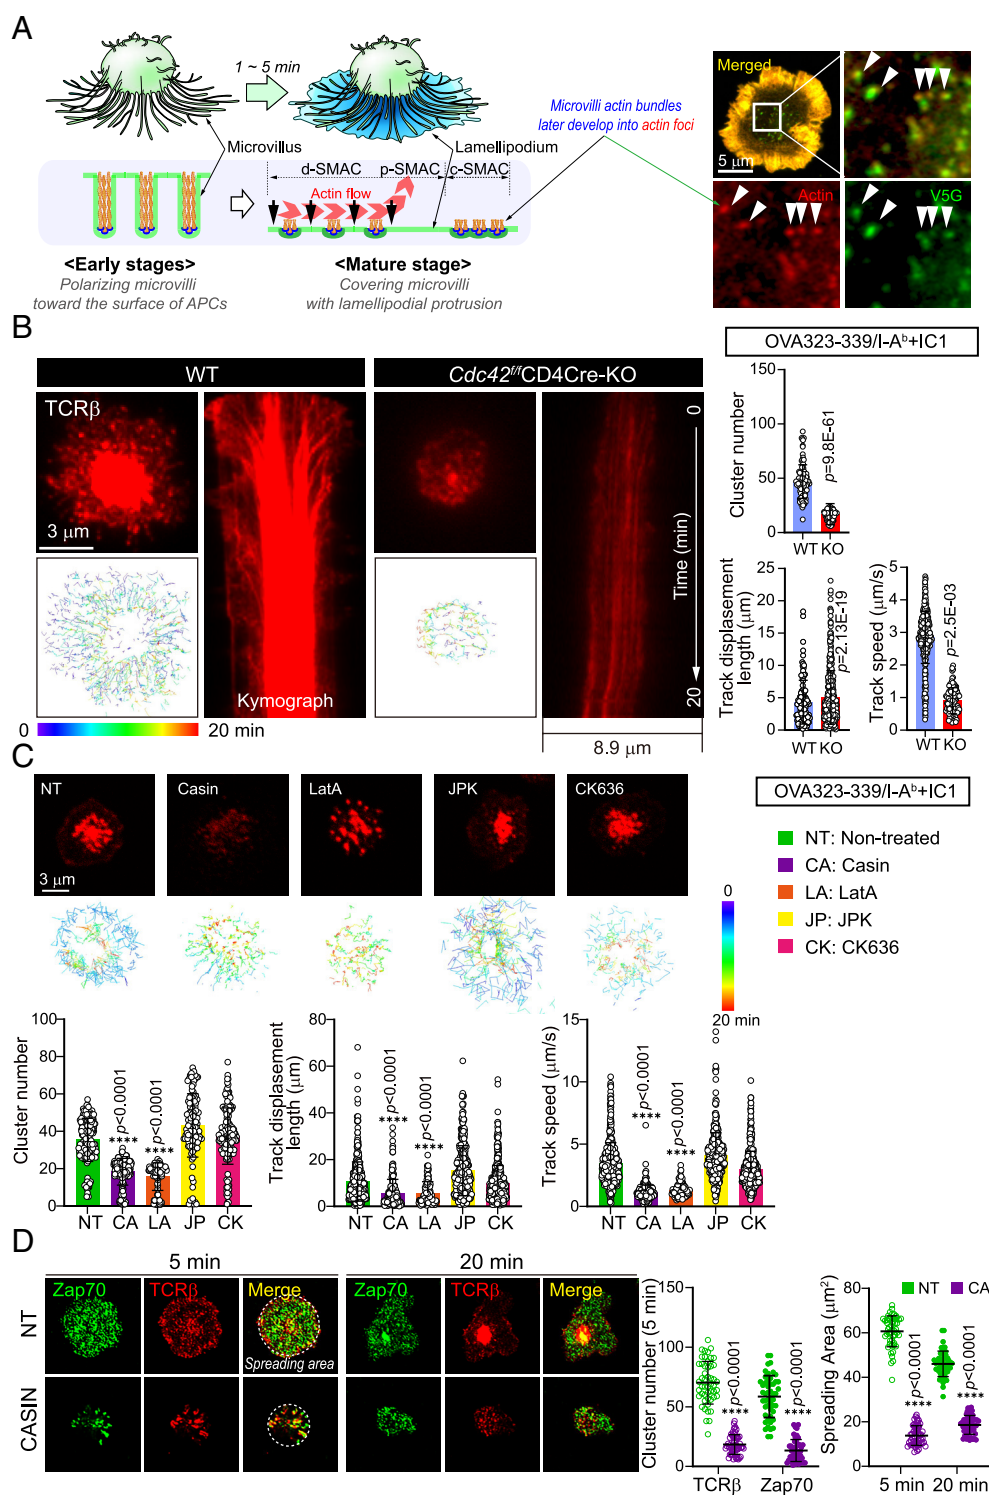 A
1 ~ 5 min
Microvillus
Lamellipodium
Microvilli actin bundles
later develop into actin foci
d-SMAC
p-SMAC
c-SMAC
Actin flow
<Early stages>
Polarizing microvilli
toward the surface of APCs
<Mature stage>
Covering microvilli
with lamellipodial protrusion
Merged
5 μm
Actin
V5G
B
WT
Cdc42f/fCD4Cre-KO
OVA323-339/I-Aᵇ+IC1
TCRβ
3 μm
Kymograph
0
Time (min)
20
0
20 min
8.9 μm
Cluster number
150
100
50
0
p=9.8E-61
WT KO
Track displacement
length (μm)
25
20
15
10
5
0
p=2.13E-19
WT KO
Track speed (μm/s)
5
4
3
2
1
0
p=2.5E-03
WT KO
C
NT
Casin
LatA
JPK
CK636
3 μm
OVA323-339/I-Aᵇ+IC1
NT: Non-treated
CA: Casin
LA: LatA
JP: JPK
CK: CK636
0
20 min
Cluster number
100
80
60
40
20
0
p<0.0001
****
p<0.0001
****
NT CA LA JP CK
Track displasement
length (μm)
80
60
40
20
0
p<0.0001
****
p<0.0001
****
NT CA LA JP CK
Track speed (μm/s)
15
10
5
0
p<0.0001
****
p<0.0001
****
NT CA LA JP CK
D
5 min
20 min
NT
Zap70
TCRβ
Merge
Spreading area
Zap70
TCRβ
Merge
CASIN
Cluster number (5 min)
150
100
50
0
p<0.0001
****
p<0.0001
****
TCRβ Zap70
Spreading Area (μm²)
80
60
40
20
0
NT
CA
p<0.0001
****
p<0.0001
****
5 min 20 min